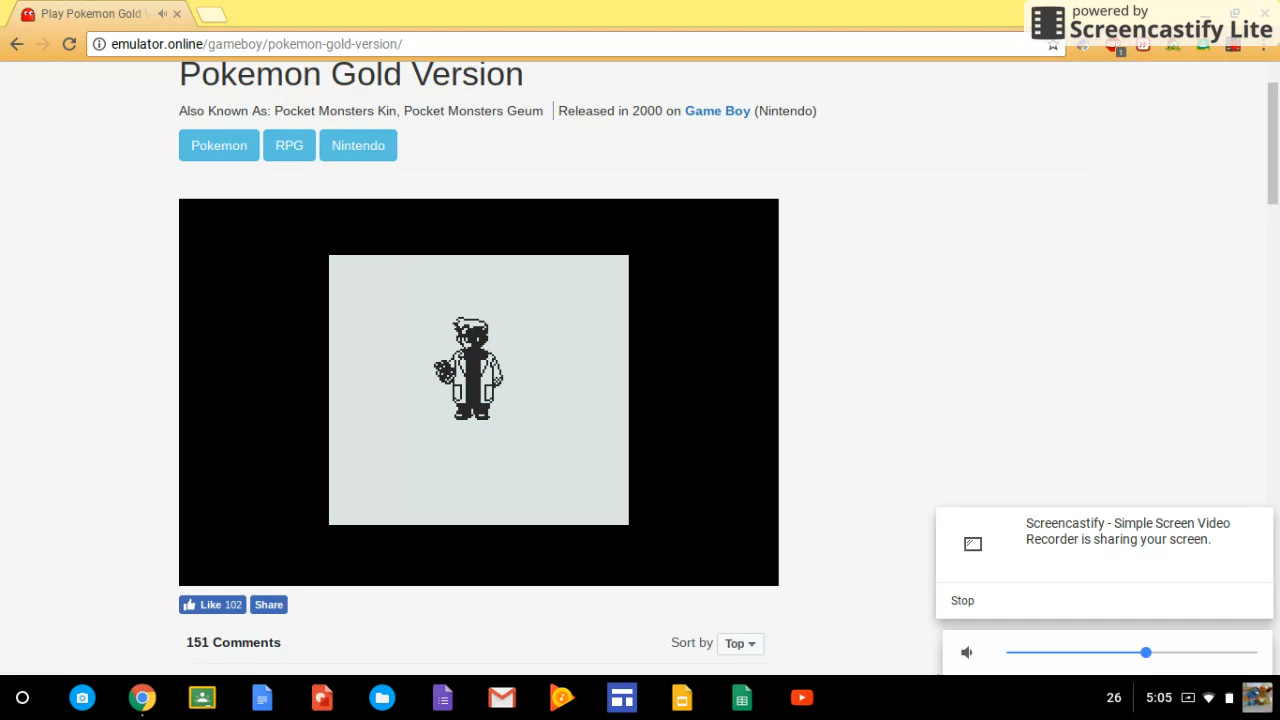 Play Pokemon Gold V
powered by
Screencastify Lite
emulator.online/gameboy/pokemon-gold-version/
1
Pokemon Gold Version
Also Known As: Pocket Monsters Kin, Pocket Monsters Geum
Released in 2000 on Game Boy (Nintendo)
Pokemon
RPG
Nintendo
Screencastify - Simple Screen Video
Recorder is sharing your screen.
Stop
Like 102
Share
151 Comments
Sort by
Top
26
5:05